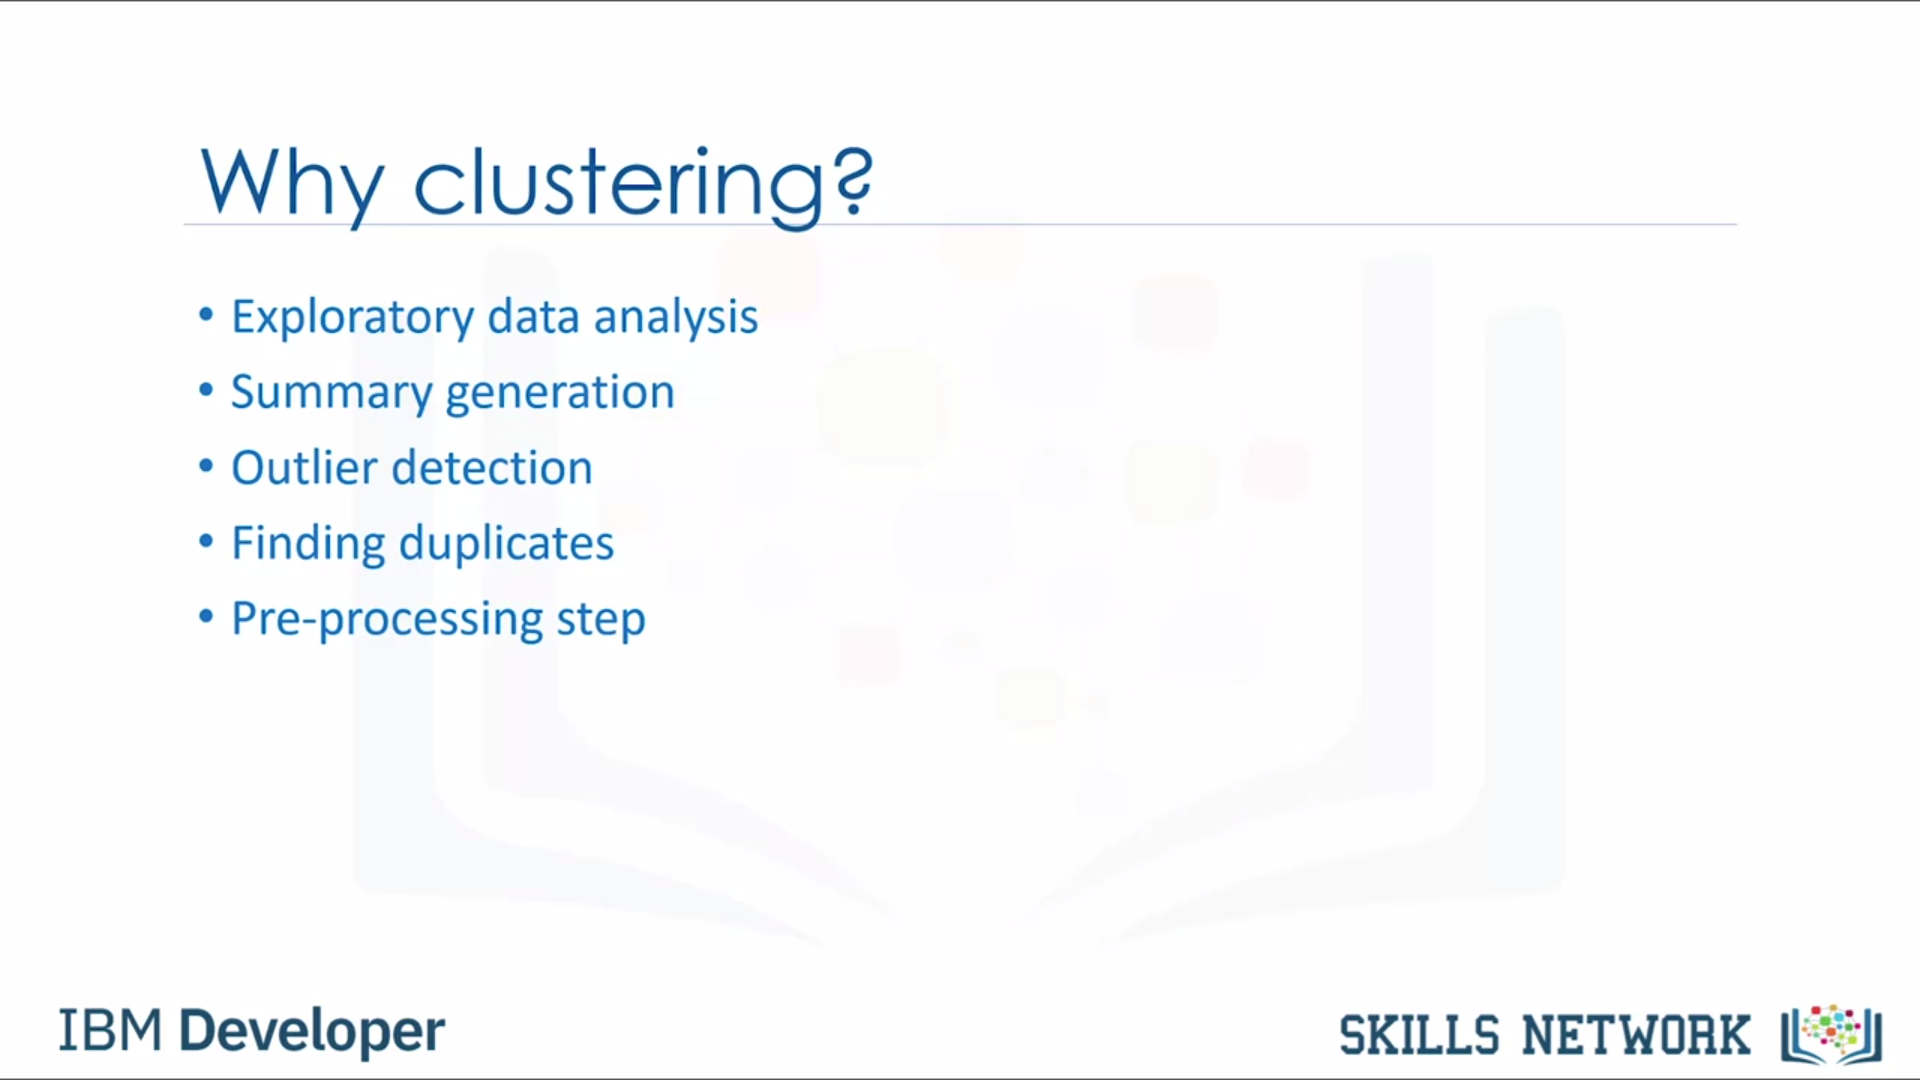 Why clustering?
• Exploratory data analysis
• Summary generation
• Outlier detection
• Finding duplicates
• Pre-processing step
IBM Developer
SKILLS NETWORK